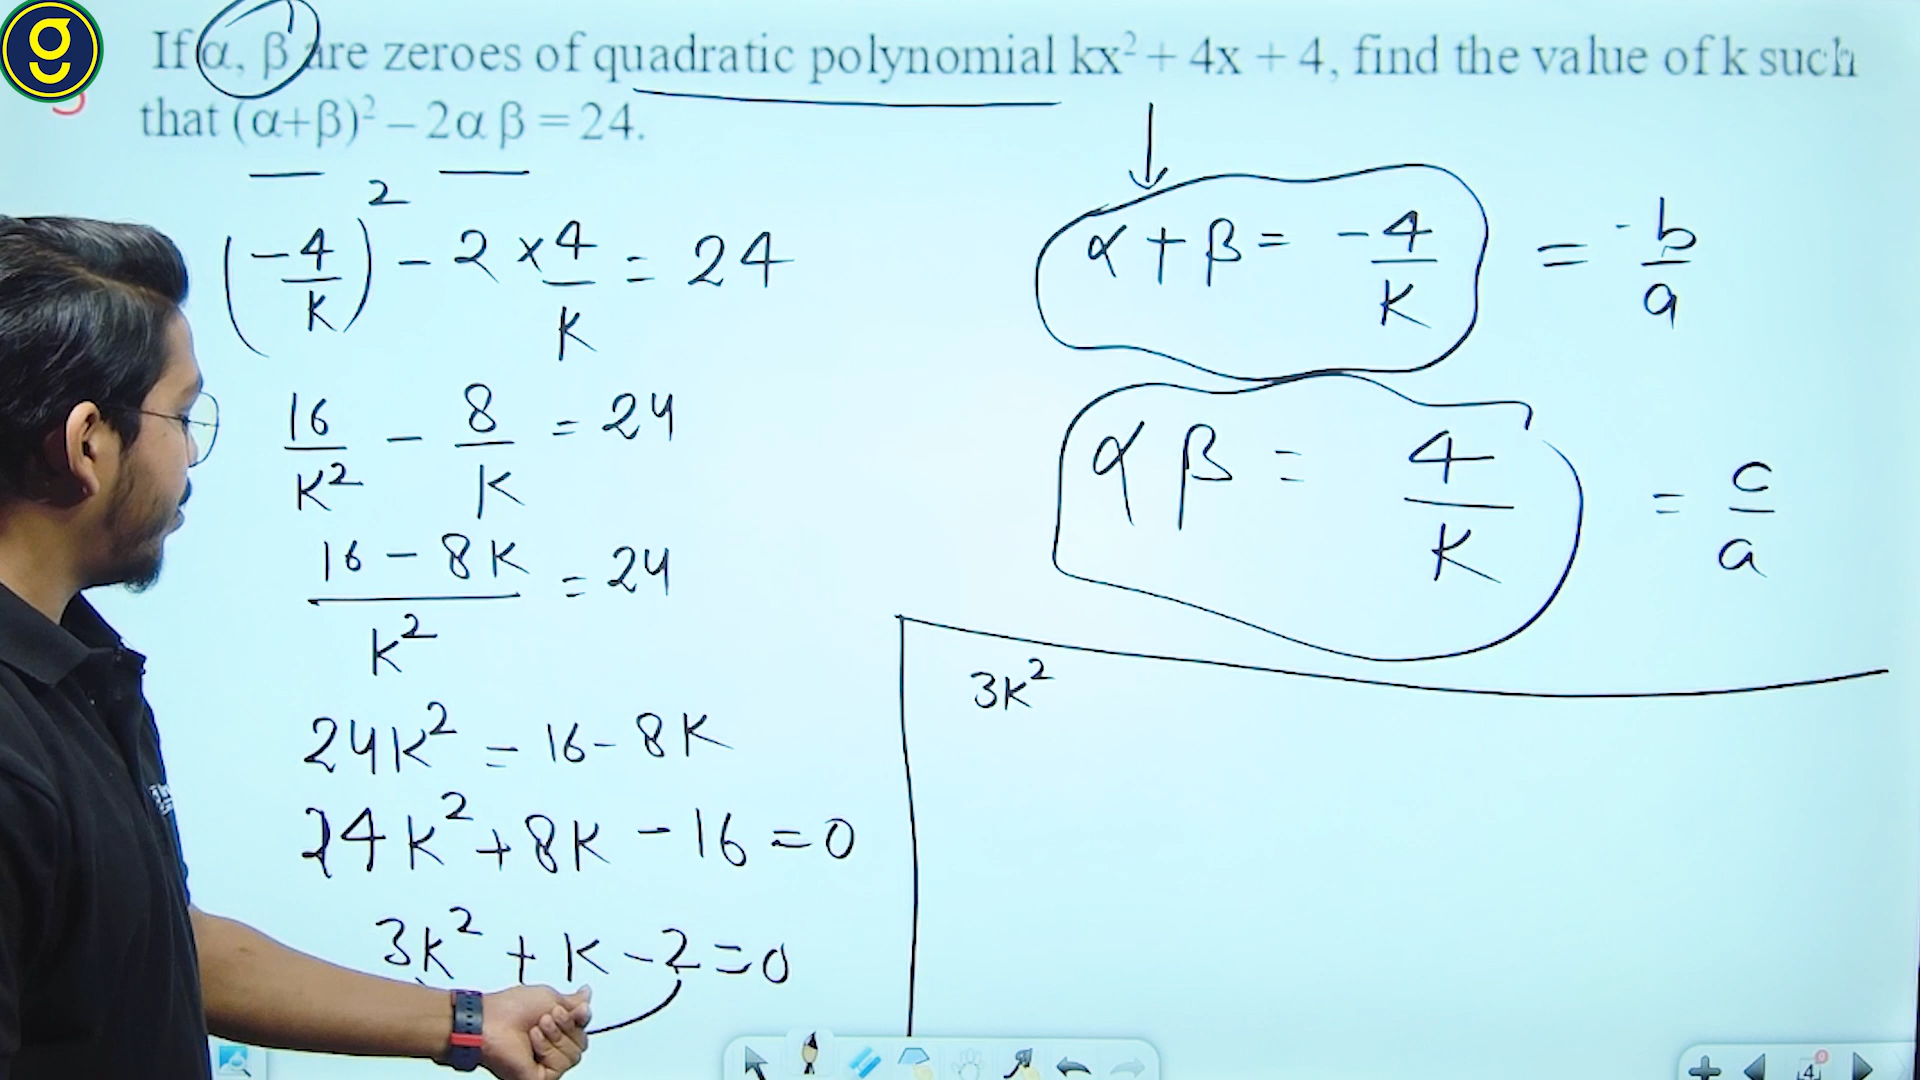 g
If α, β are zeroes of quadratic polynomial kx² + 4x + 4, find the value of k such
that (α+β)² – 2α β = 24.
(-4/K)² - 2 × 4/K = 24
16/K² - 8/K = 24
16 - 8K/K² = 24
24K² = 16 - 8K
24K² + 8K - 16 = 0
3K² + K - 2 = 0
α + β = -4/K = -b/a
α β = 4/K = c/a
3K²
4